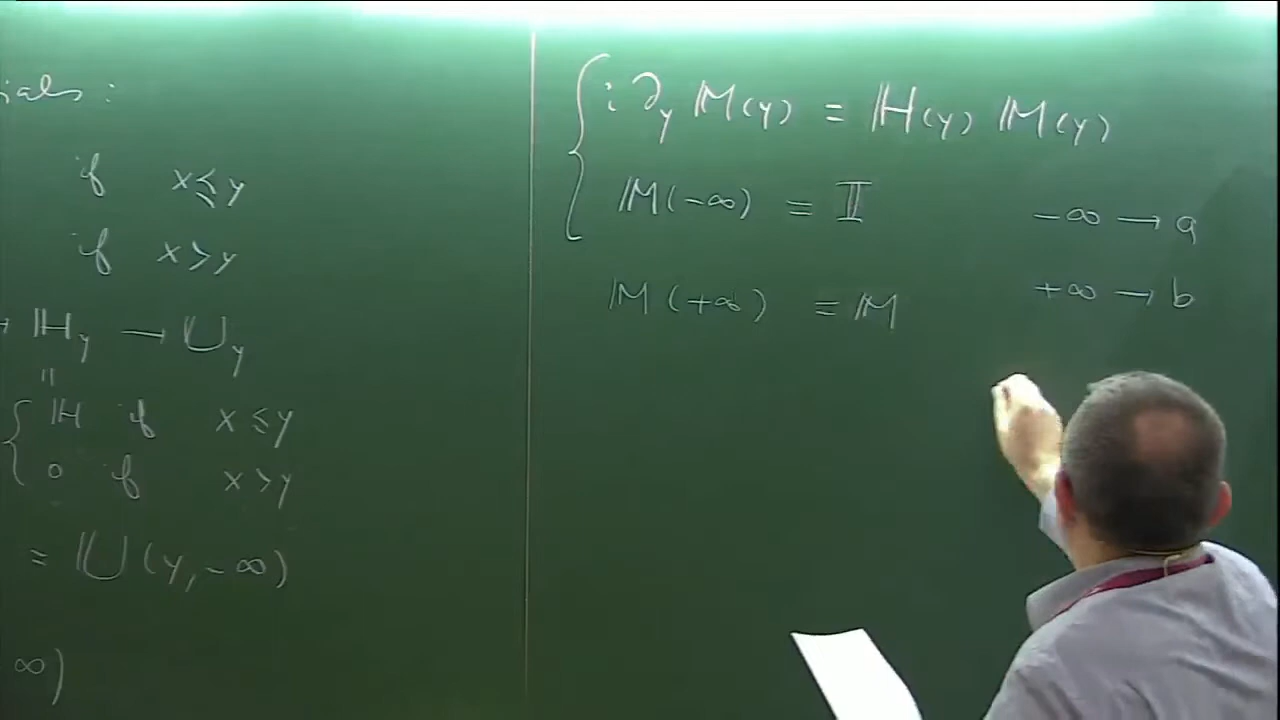 ials :
if x ≤ y
if x > y
→ ℍ_y → 𝕌_y
"
{ ℍ if x ≤ y
0 if x > y
= 𝕌(y, -∞)
∞)
{ i ∂_y 𝕄(y) = ℍ(y) 𝕄(y)
𝕄(-∞) = 𝕀 -∞ → a
𝕄(+∞) = 𝕄 +∞ → b